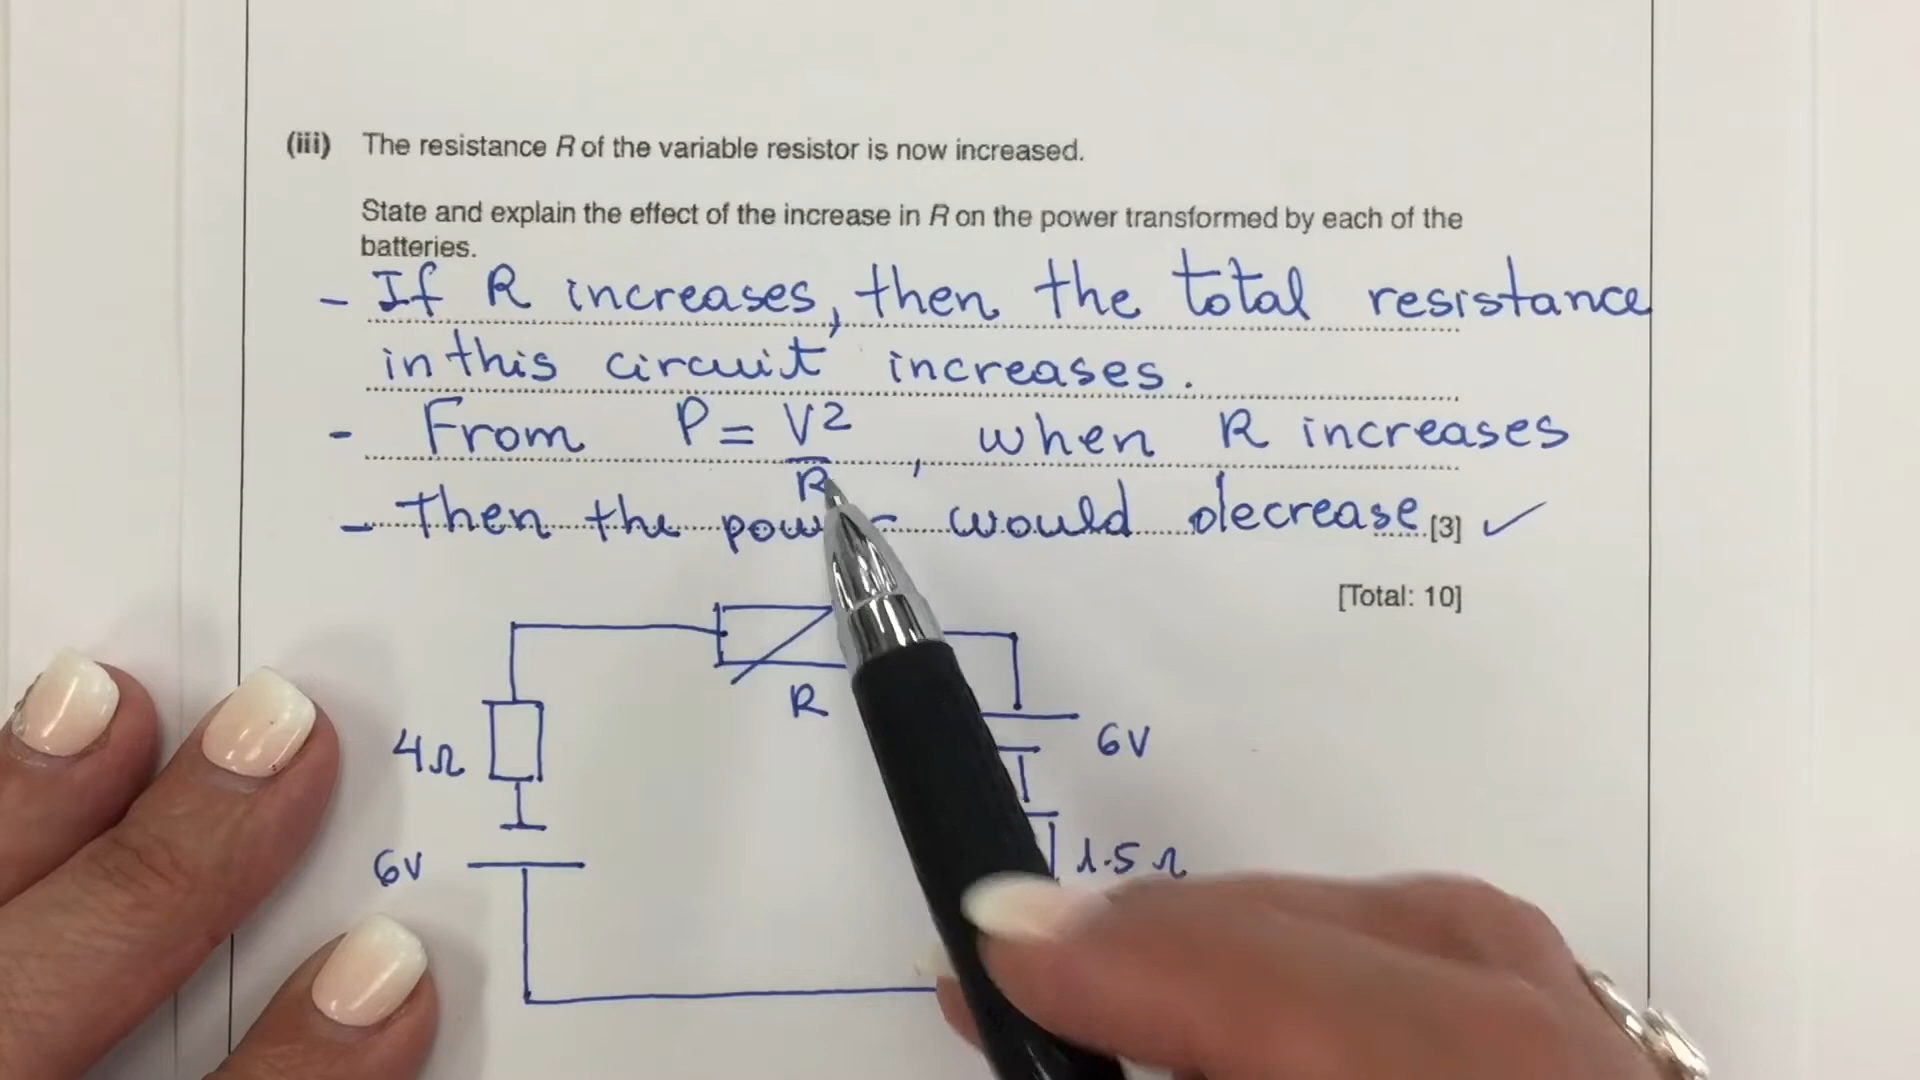 (iii) The resistance R of the variable resistor is now increased.
State and explain the effect of the increase in R on the power transformed by each of the
batteries.
- If R increases, then the total resistance
in this circuit increases.
- From P = V²/R, when R increases
- then the power would decrease [3] ✓
[Total: 10]
R
4Ω
6V
6V
1.5Ω